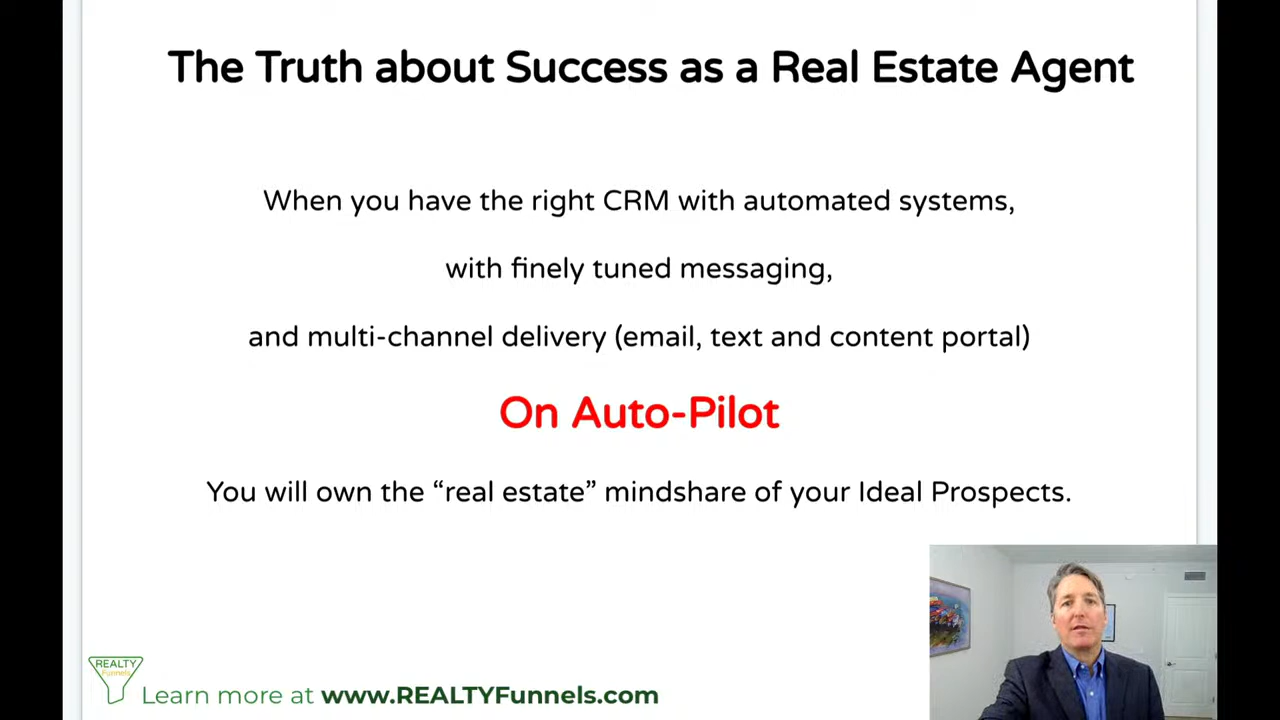 The Truth about Success as a Real Estate Agent
When you have the right CRM with automated systems,
with finely tuned messaging,
and multi-channel delivery (email, text and content portal)
On Auto-Pilot
You will own the “real estate” mindshare of your Ideal Prospects.
REALTY
Funnels
Learn more at www.REALTYFunnels.com